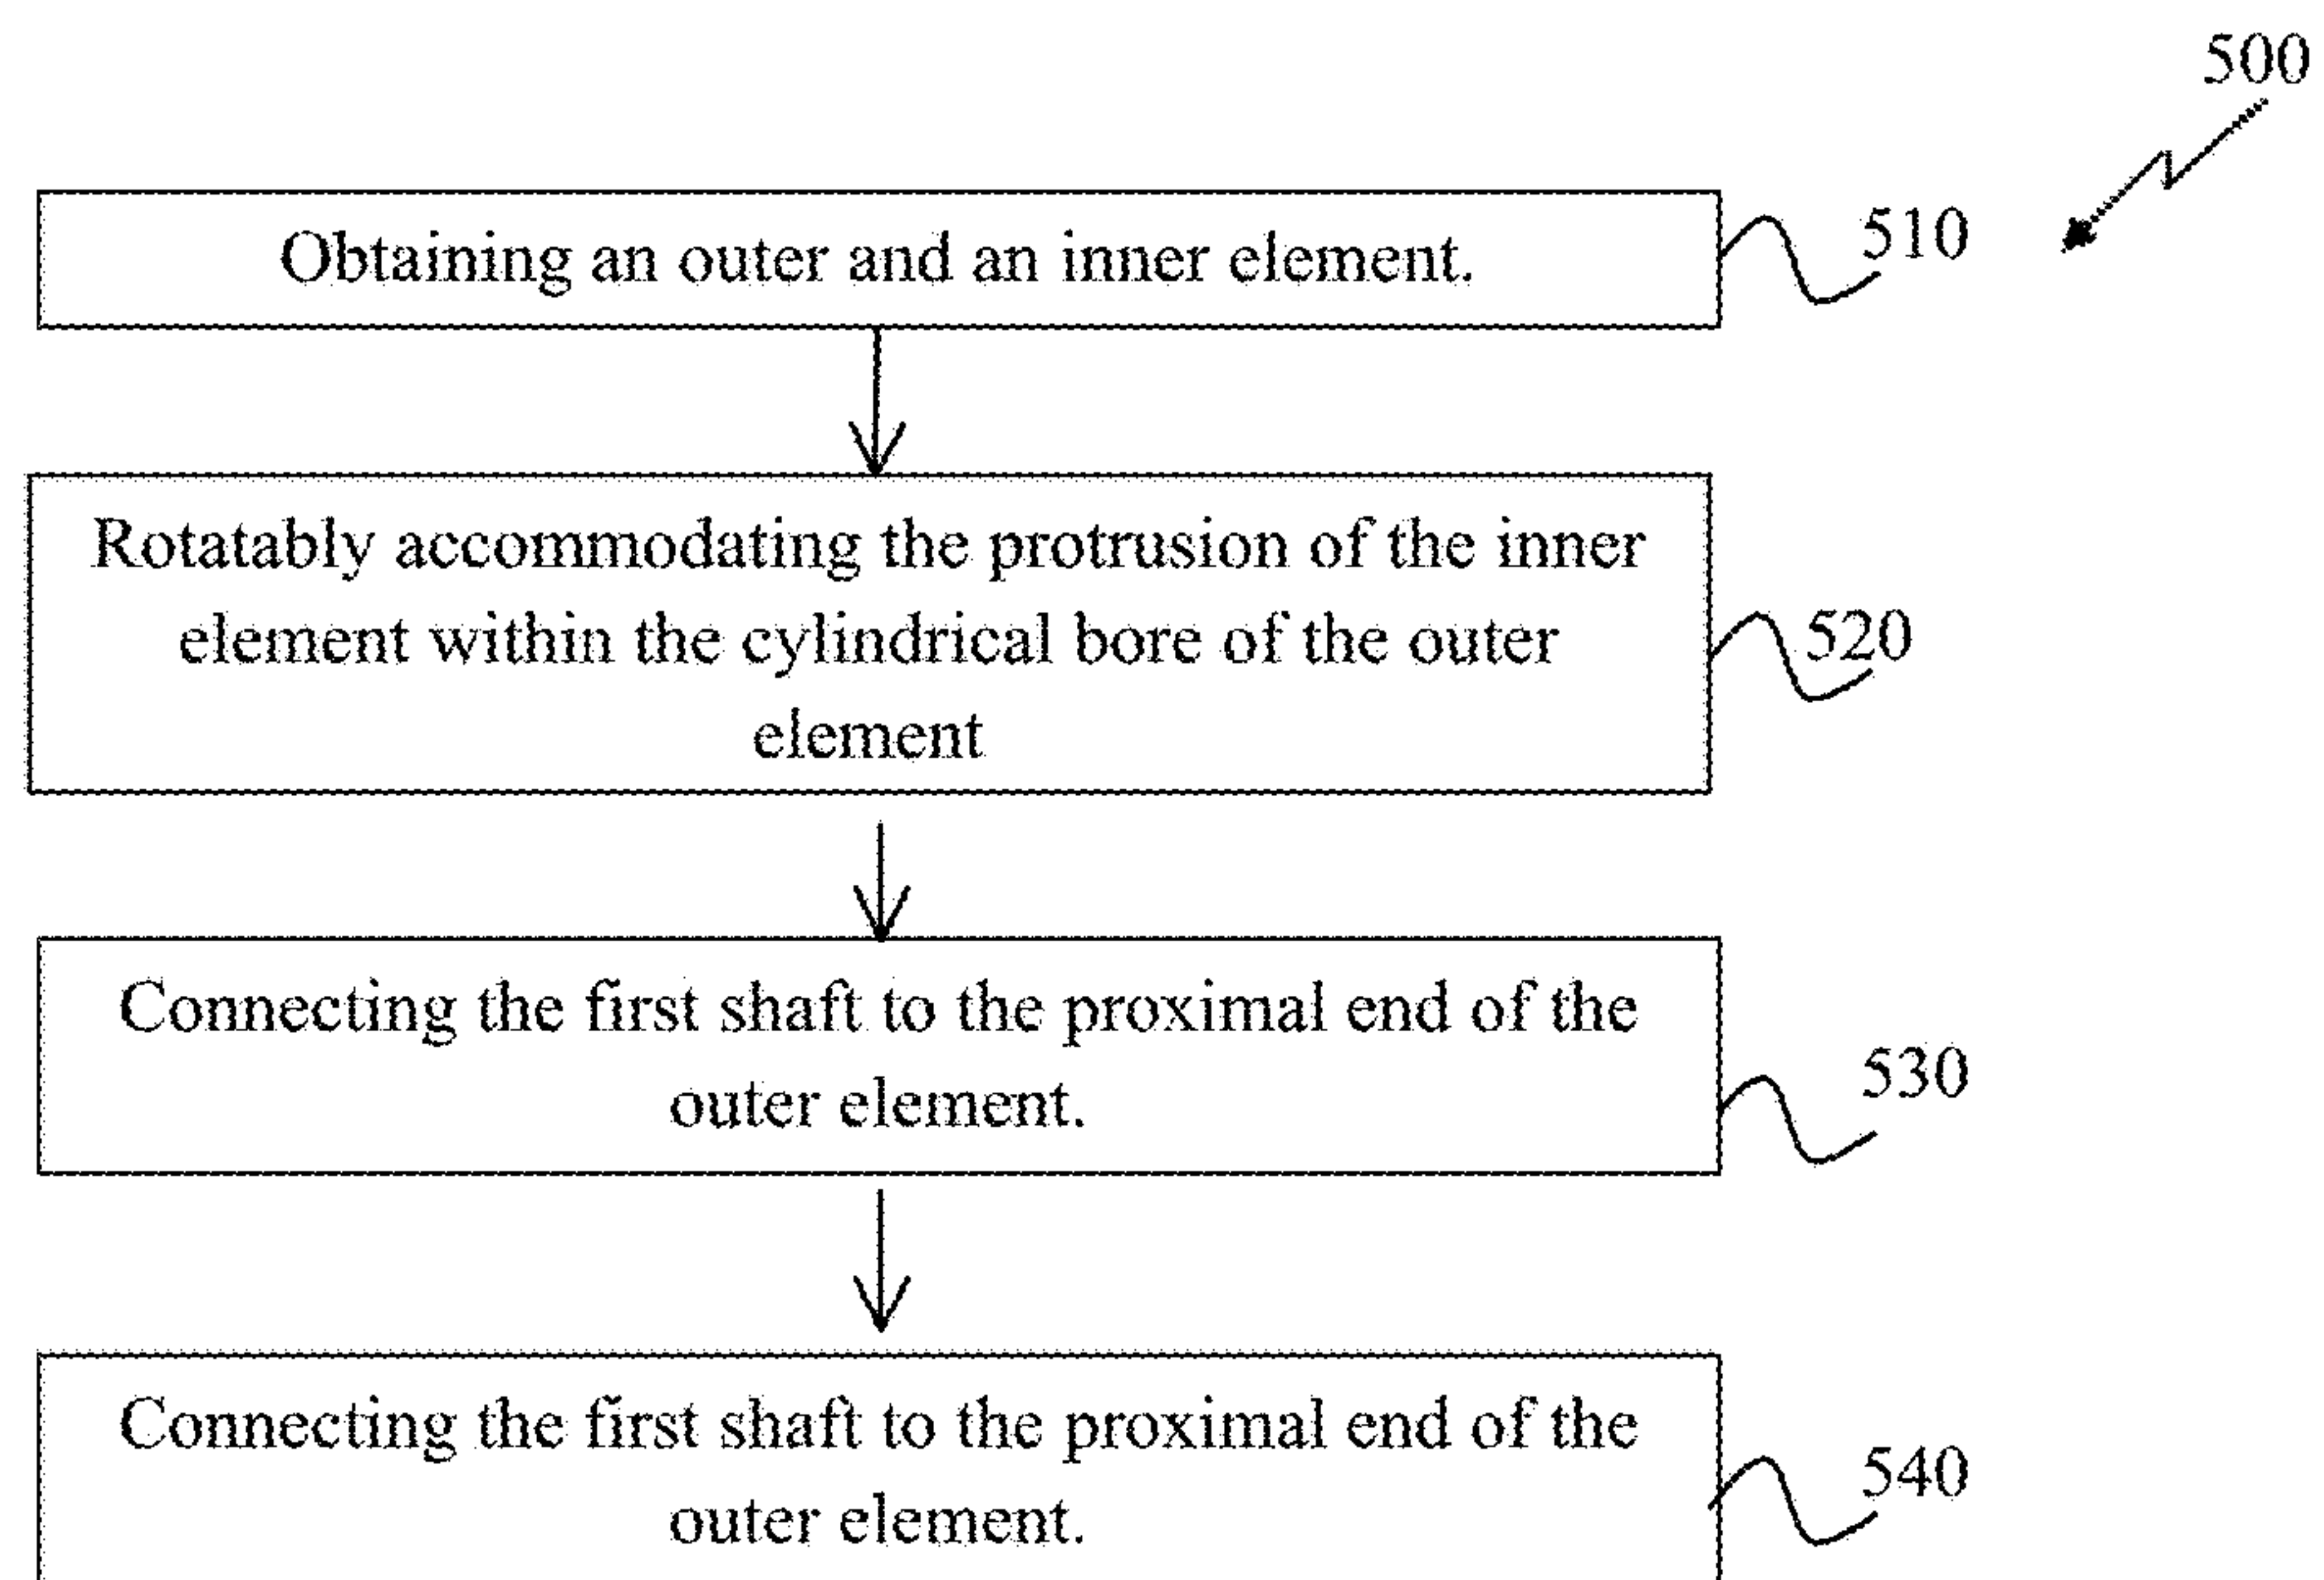 500
Obtaining an outer and an inner element.
510
Rotatably accommodating the protrusion of the inner
element within the cylindrical bore of the outer
element
520
Connecting the first shaft to the proximal end of the
outer element.
530
Connecting the first shaft to the proximal end of the
outer element.
540